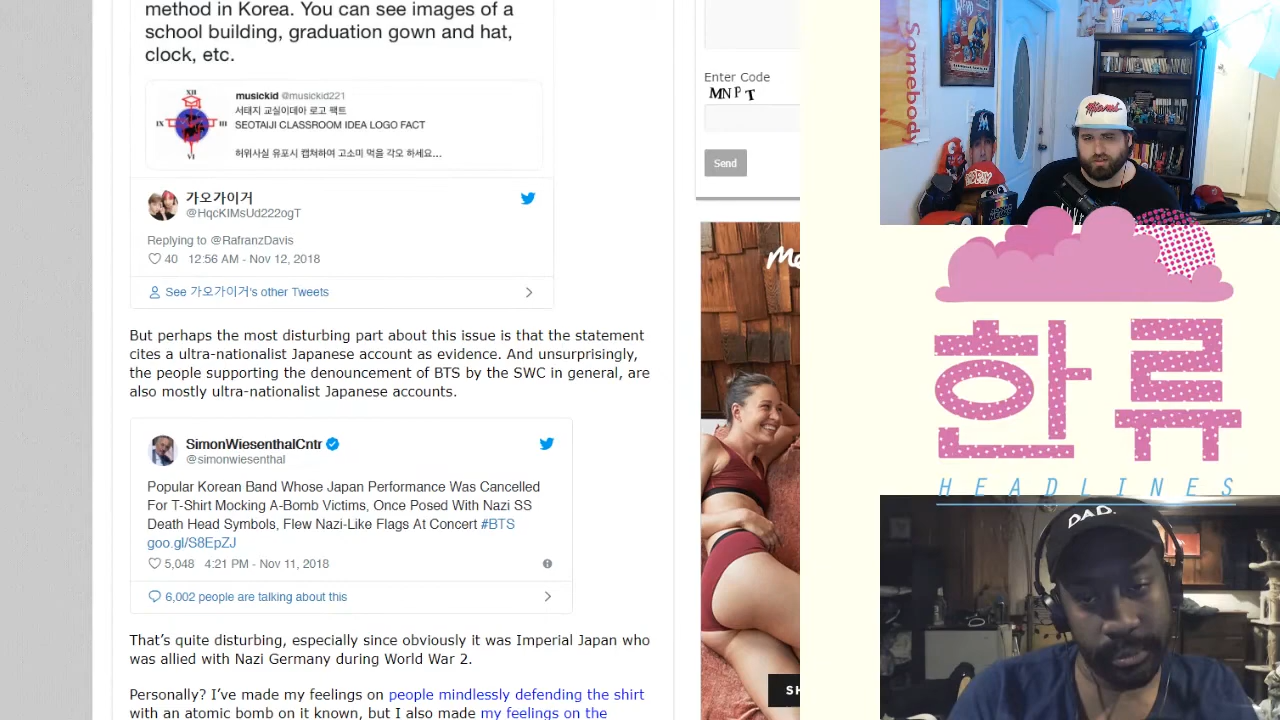 method in Korea. You can see images of a
school building, graduation gown and hat,
clock, etc.
musickid @musickid221
서태지 교실이데아 로고 팩트
SEOTAIJI CLASSROOM IDEA LOGO FACT
허위사실 유포시 캡쳐하여 고소미 먹을 각오 하세요...
XII
IX
III
VI
가오가이거
@HqcKIMsUd222ogT
Replying to @RafranzDavis
40 12:56 AM - Nov 12, 2018
See 가오가이거's other Tweets
But perhaps the most disturbing part about this issue is that the statement
cites a ultra-nationalist Japanese account as evidence. And unsurprisingly,
the people supporting the denouncement of BTS by the SWC in general, are
also mostly ultra-nationalist Japanese accounts.
SimonWiesenthalCntr
@simonwiesenthal
Popular Korean Band Whose Japan Performance Was Cancelled
For T-Shirt Mocking A-Bomb Victims, Once Posed With Nazi SS
Death Head Symbols, Flew Nazi-Like Flags At Concert #BTS
goo.gl/S8EpZJ
5,048 4:21 PM - Nov 11, 2018
6,002 people are talking about this
That's quite disturbing, especially since obviously it was Imperial Japan who
was allied with Nazi Germany during World War 2.
Personally? I've made my feelings on people mindlessly defending the shirt
with an atomic bomb on it known, but I also made my feelings on the
Enter Code
MNPT
Send
Somebody
Miami
한류
HEADLINES
DAD.